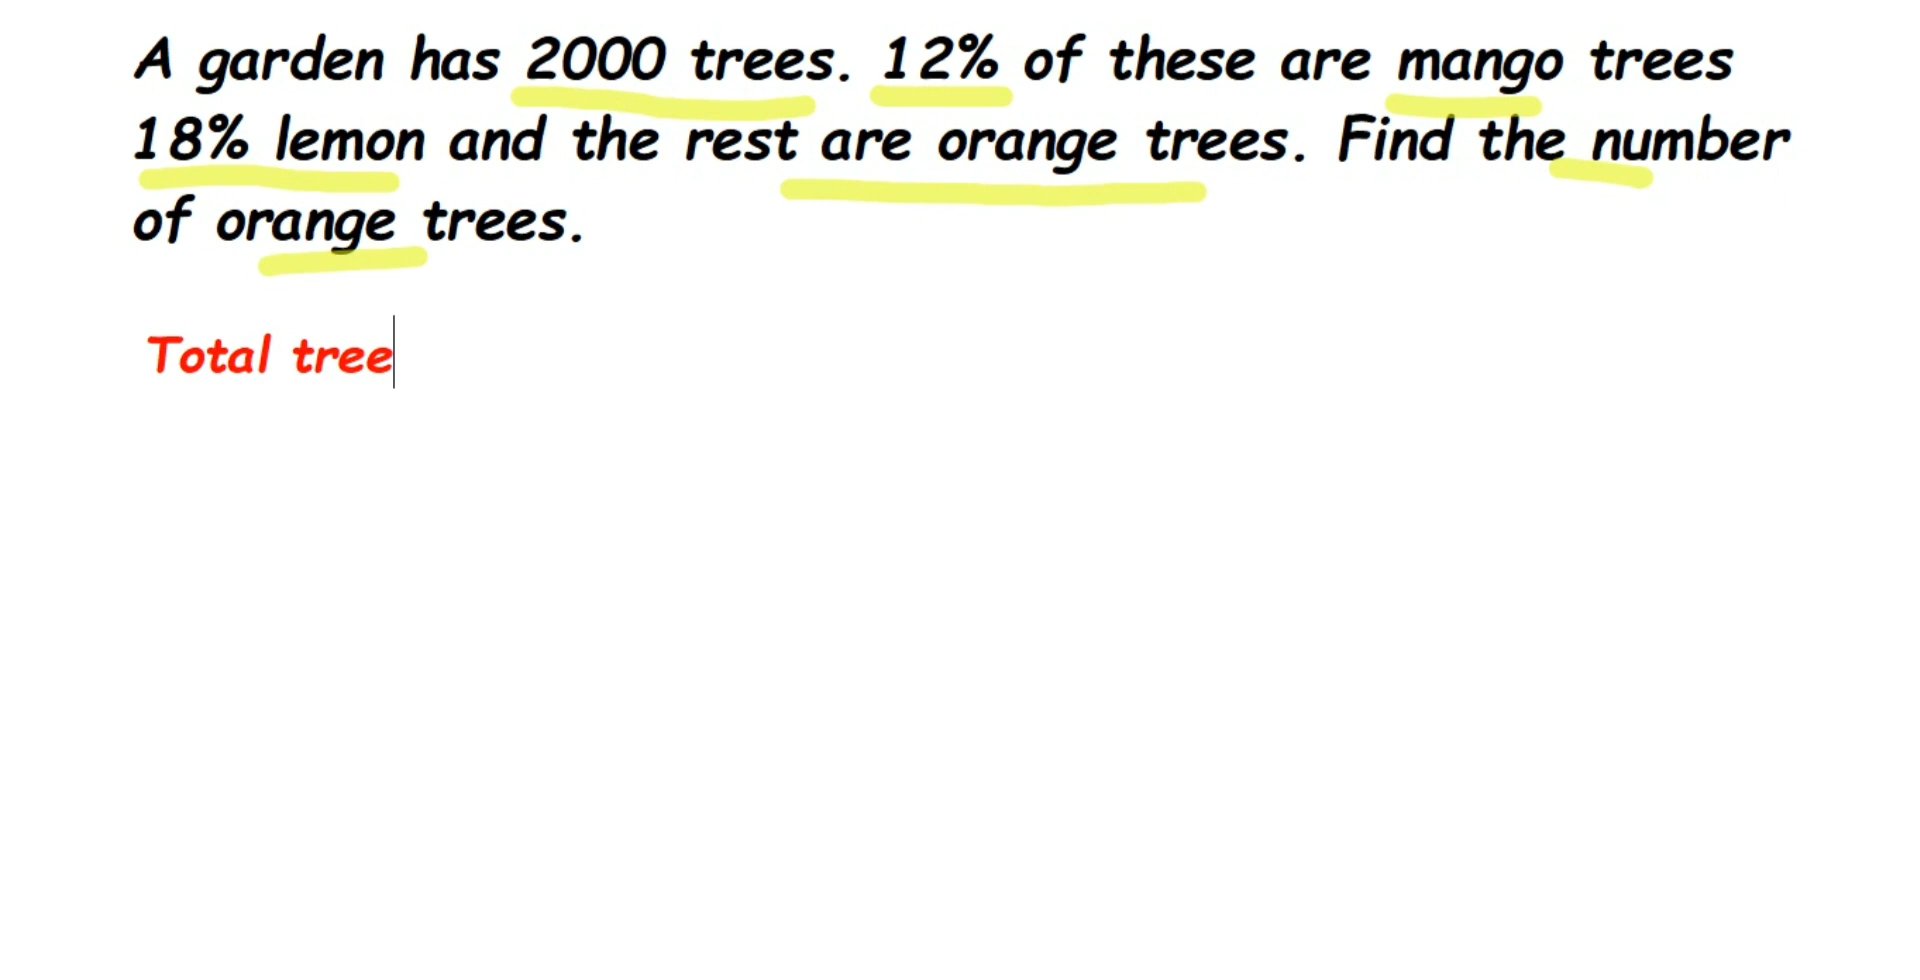 A garden has 2000 trees. 12% of these are mango trees
18% lemon and the rest are orange trees. Find the number
of orange trees.
Total tree